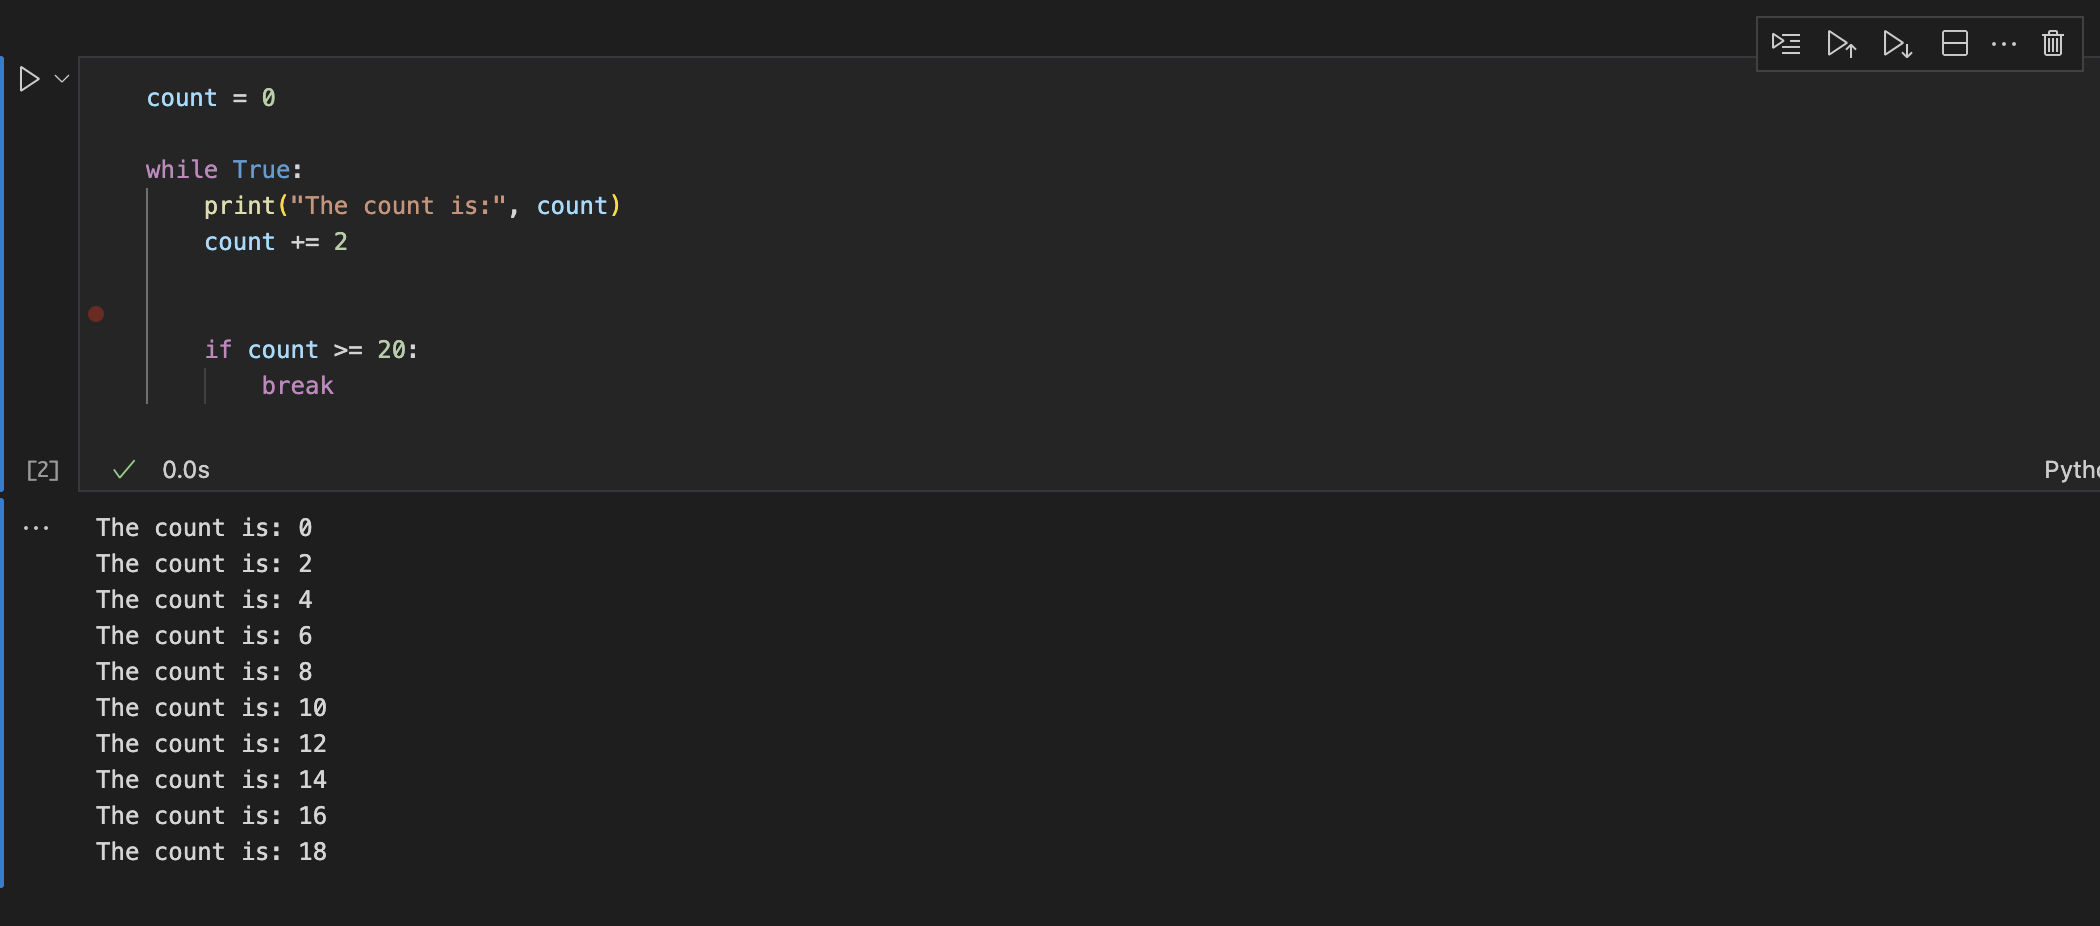 count = 0
while True:
    print("The count is:", count)
    count += 2
    if count >= 20:
        break
[2] 0.0s
The count is: 0
The count is: 2
The count is: 4
The count is: 6
The count is: 8
The count is: 10
The count is: 12
The count is: 14
The count is: 16
The count is: 18